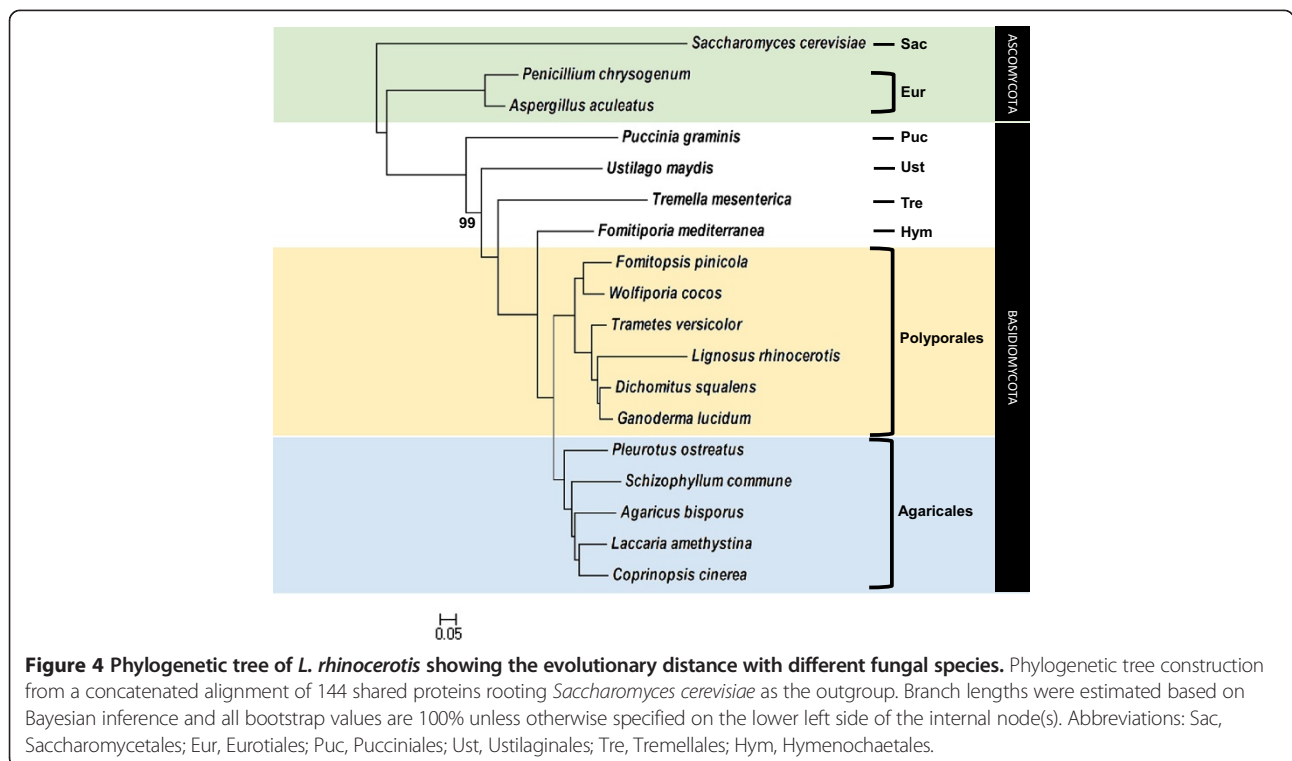 Saccharomyces cerevisiae
Sac
Penicillium chrysogenum
Aspergillus aculeatus
Eur
ASCOMYCOTA
Puccinia graminis
Puc
Ustilago maydis
Ust
Tremella mesenterica
Tre
99
Fomitiporia mediterranea
Hym
Fomitopsis pinicola
Wolfiporia cocos
Trametes versicolor
Polyporales
Lignosus rhinocerotis
Dichomitus squalens
Ganoderma lucidum
BASIDIOMYCOTA
Pleurotus ostreatus
Schizophyllum commune
Agaricus bisporus
Agaricales
Laccaria amethystina
Coprinopsis cinerea
0.05
Figure 4 Phylogenetic tree of L. rhinocerotis showing the evolutionary distance with different fungal species. Phylogenetic tree construction
from a concatenated alignment of 144 shared proteins rooting Saccharomyces cerevisiae as the outgroup. Branch lengths were estimated based on
Bayesian inference and all bootstrap values are 100% unless otherwise specified on the lower left side of the internal node(s). Abbreviations: Sac,
Saccharomycetales; Eur, Eurotiales; Puc, Pucciniales; Ust, Ustilaginales; Tre, Tremellales; Hym, Hymenochaetales.